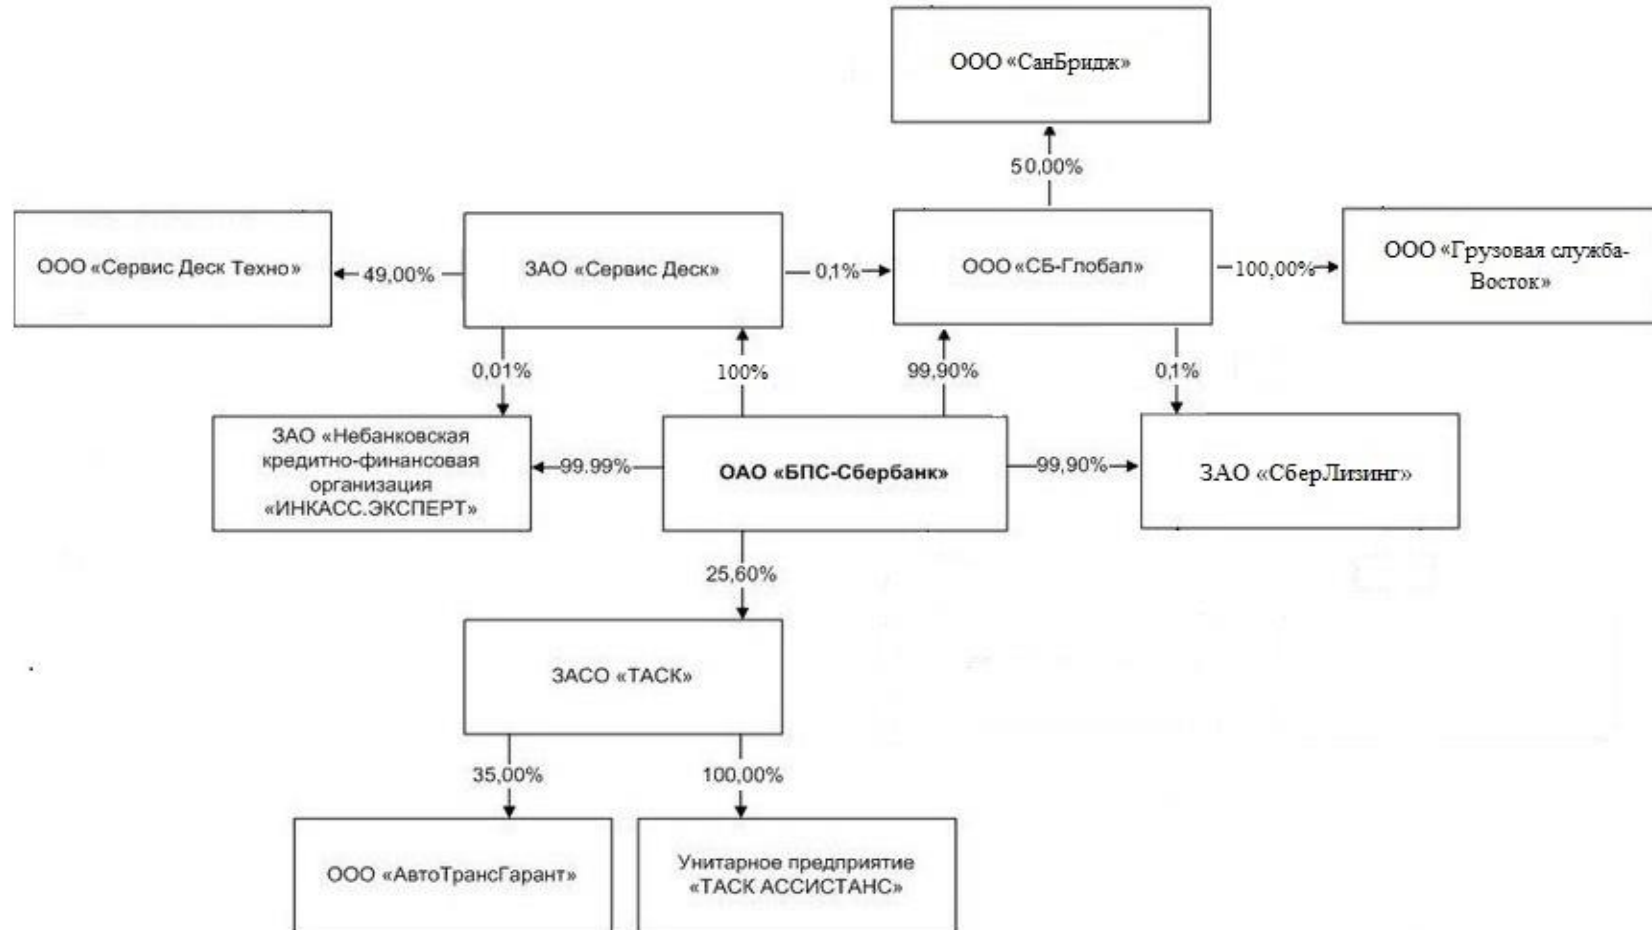 ООО «СанБридж»
50,00%
ООО «Сервис Деск Техно»
49,00%
ЗАО «Сервис Деск»
0,1%
ООО «СБ-Глобал»
100,00%
ООО «Грузовая служба-
Восток»
0,01%
100%
99,90%
0,1%
ЗАО «Небанковская
кредитно-финансовая
организация
«ИНКАСС.ЭКСПЕРТ»
99.99%
ОАО «БПС-Сбербанк»
99,90%
ЗАО «СберЛизинг»
25,60%
ЗАСО «ТАСК»
35,00%
100,00%
ООО «АвтоТрансГарант»
Унитарное предприятие
«ТАСК АССИСТАНС»